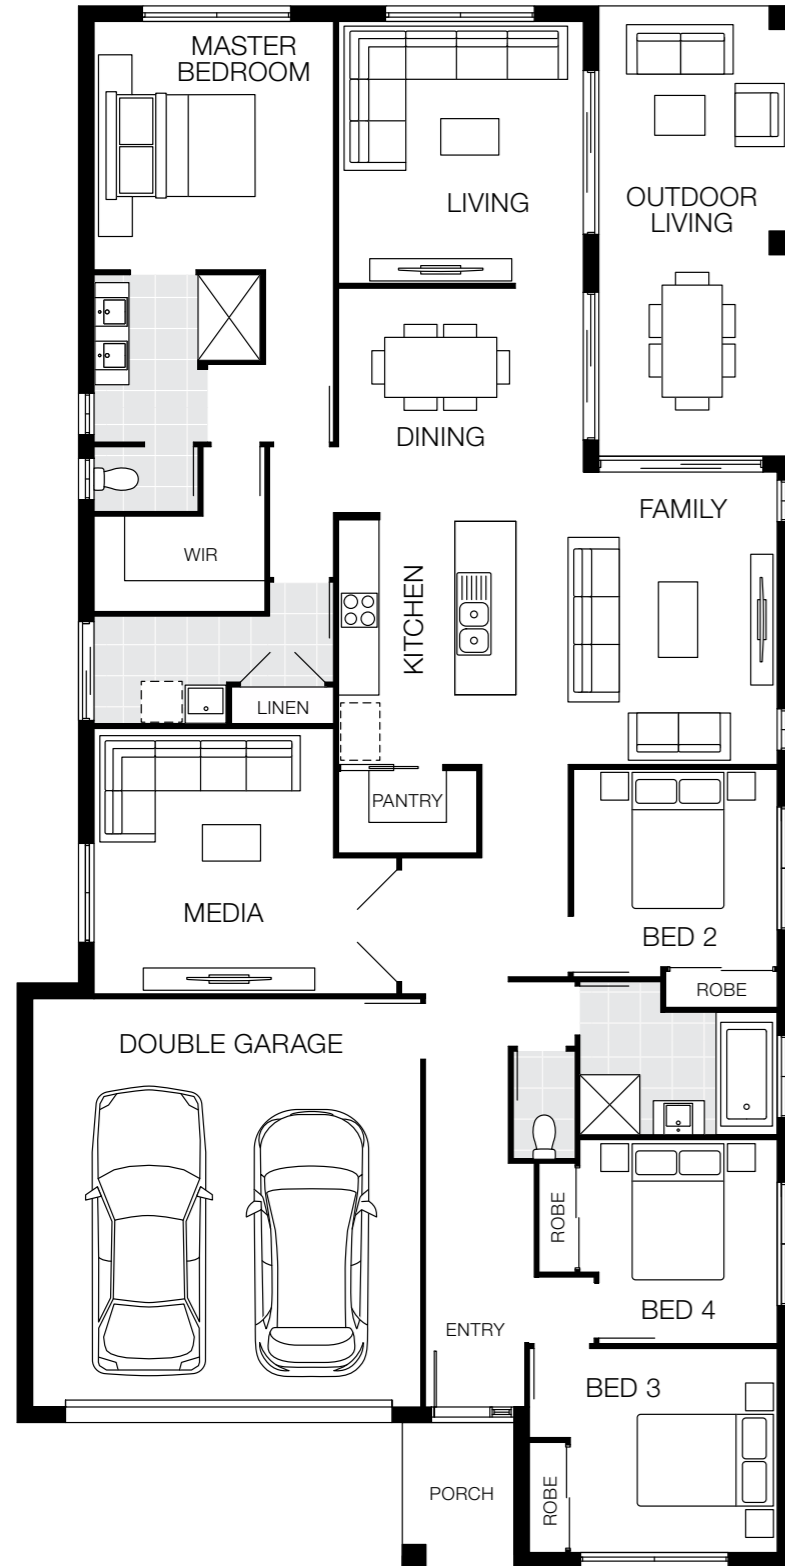 MASTER
BEDROOM
LIVING
OUTDOOR
LIVING
DINING
FAMILY
WIR
KITCHEN
LINEN
PANTRY
MEDIA
BED 2
ROBE
DOUBLE GARAGE
ROBE
BED 4
ENTRY
BED 3
PORCH
ROBE